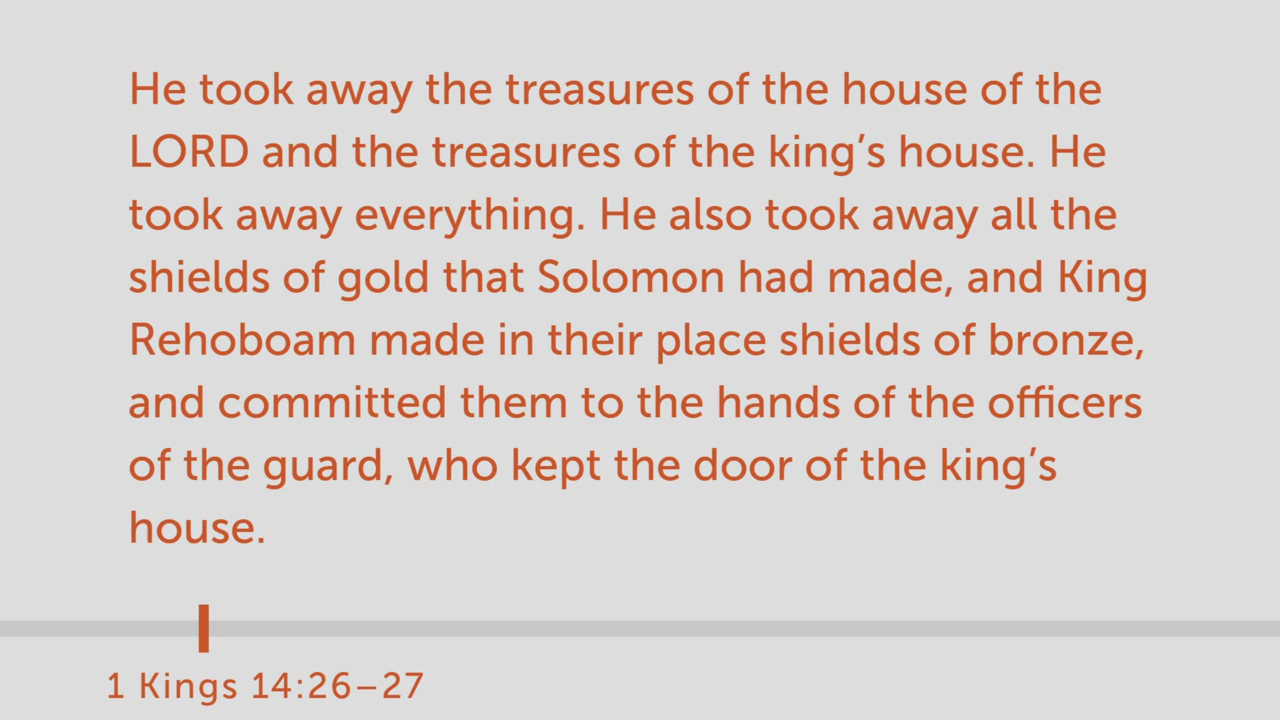 He took away the treasures of the house of the
LORD and the treasures of the king’s house. He
took away everything. He also took away all the
shields of gold that Solomon had made, and King
Rehoboam made in their place shields of bronze,
and committed them to the hands of the officers
of the guard, who kept the door of the king’s
house.
1 Kings 14:26–27